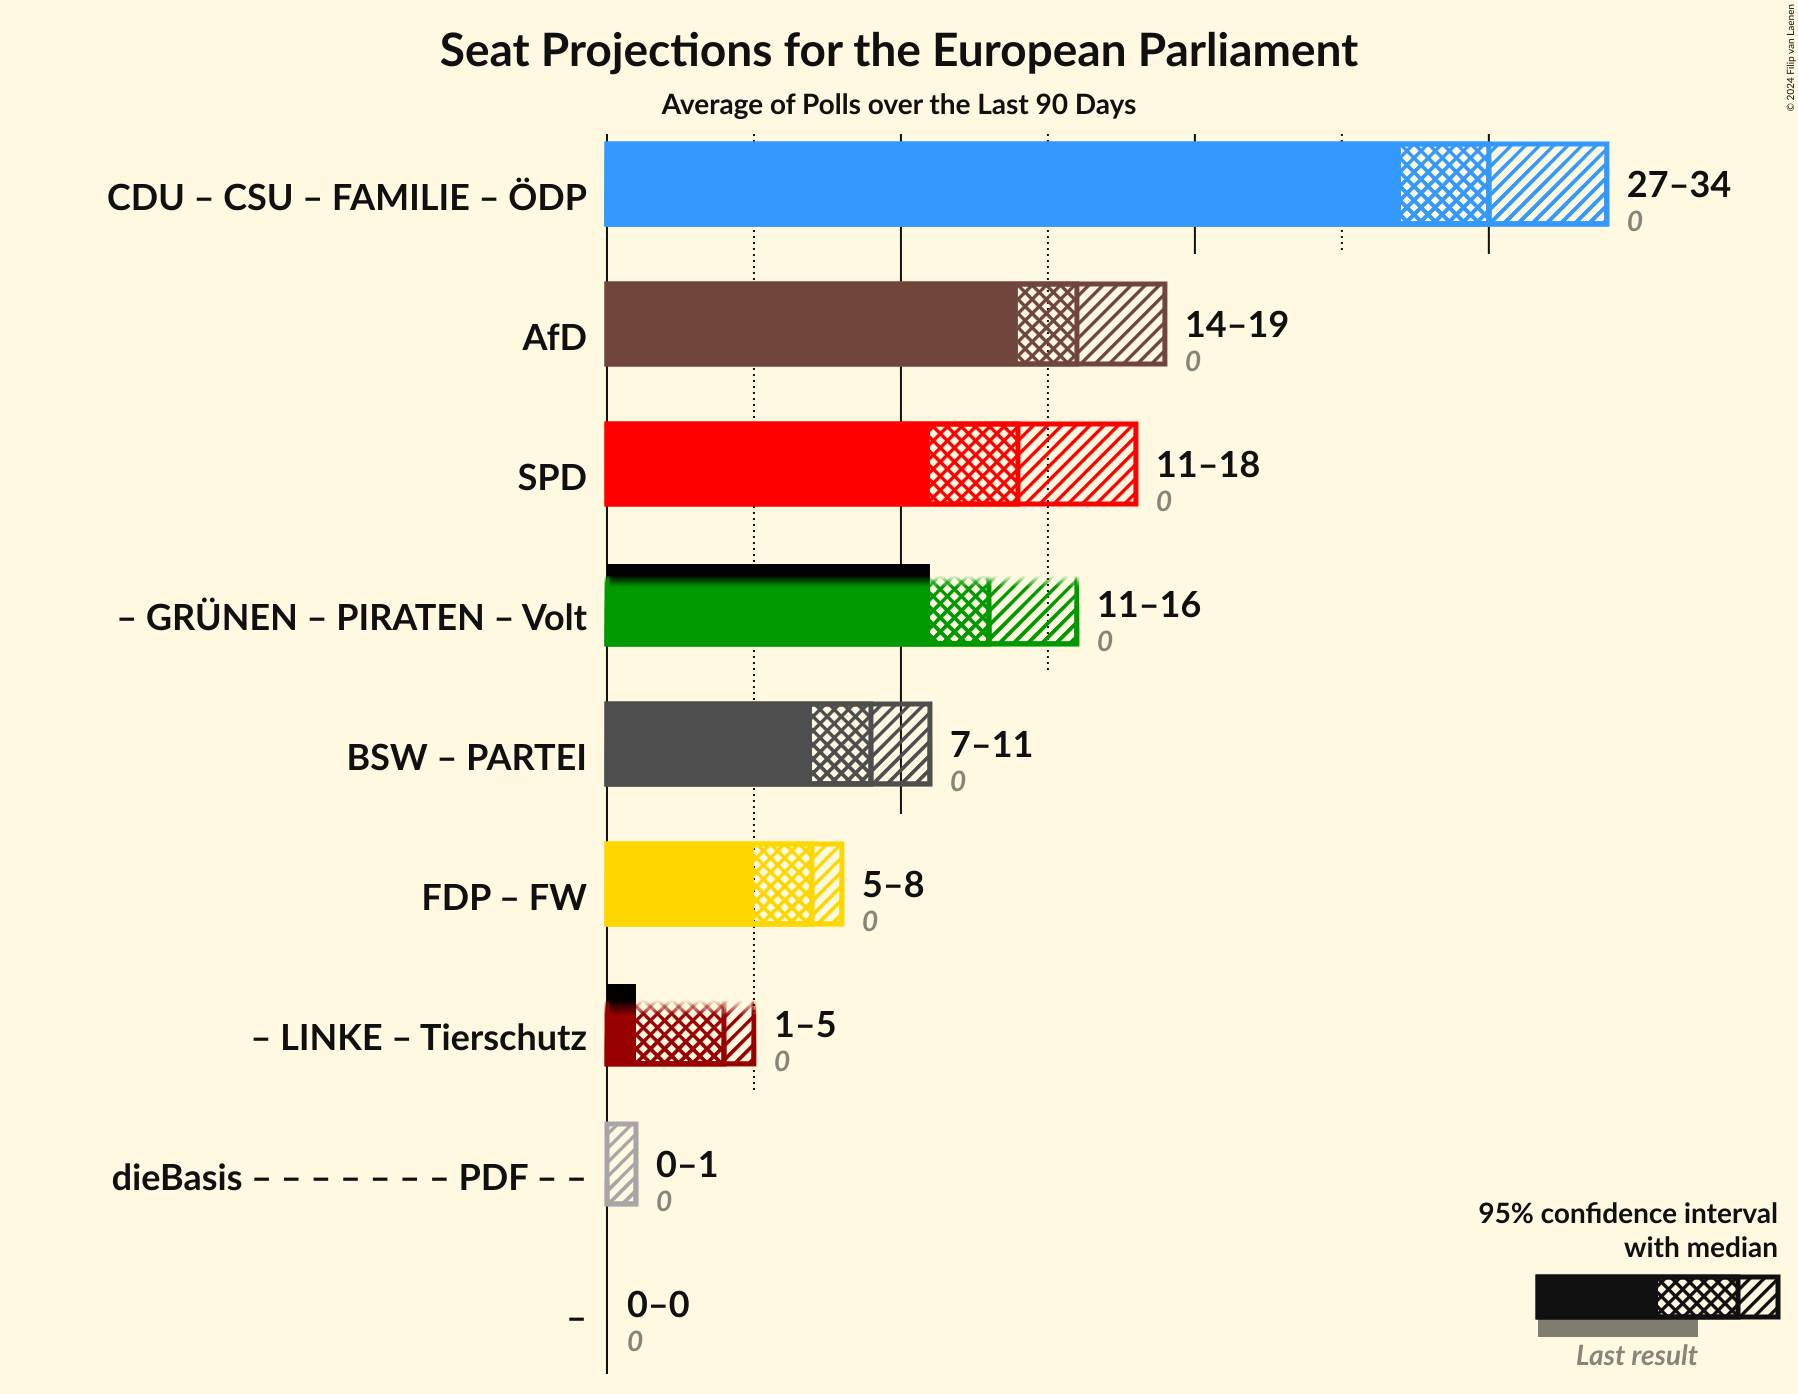 Seat Projections for the European Parliament
Average of Polls over the Last 90 Days
© 2024 Filip van Laenen
CDU – CSU – FAMILIE – ÖDP
27–34
0
AfD
14–19
0
SPD
11–18
0
– GRÜNEN – PIRATEN – Volt
11–16
0
BSW – PARTEI
7–11
0
FDP – FW
5–8
0
– LINKE – Tierschutz
1–5
0
dieBasis – – – – – – – PDF – –
0–1
0
–
0–0
0
95% confidence interval
with median
Last result